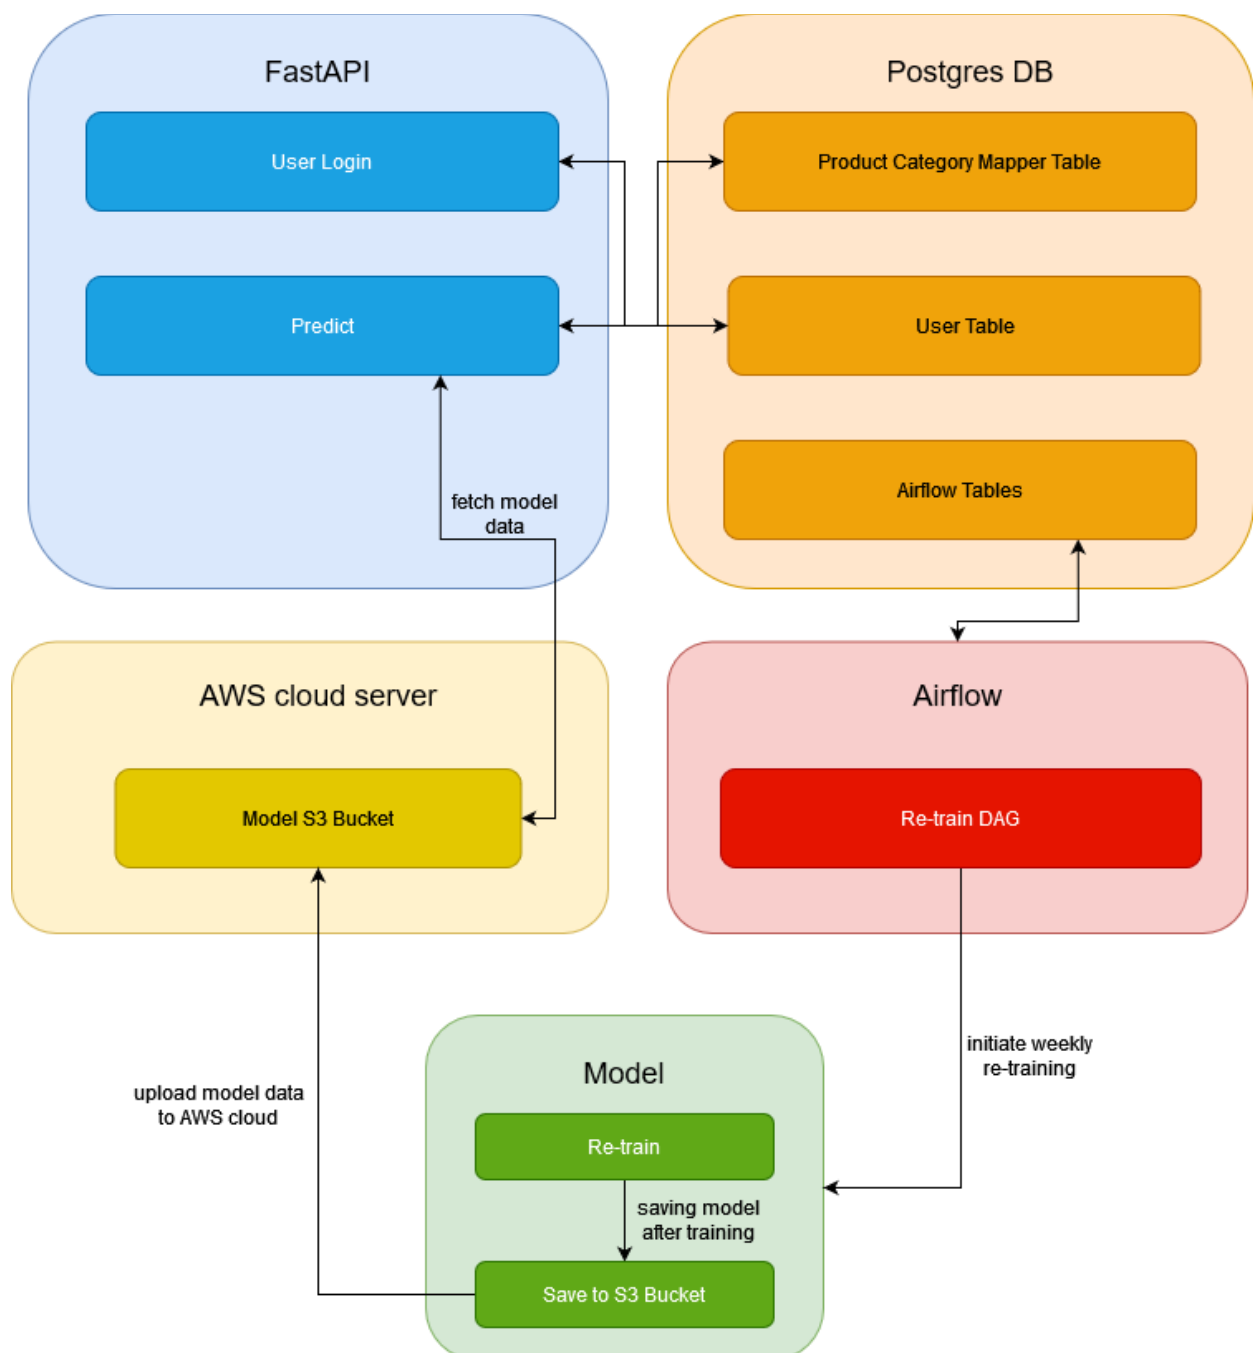 FastAPI
User Login
Predict
fetch model
data
Postgres DB
Product Category Mapper Table
User Table
Airflow Tables
AWS cloud server
Model S3 Bucket
Airflow
Re-train DAG
initiate weekly
re-training
upload model data
to AWS cloud
Model
Re-train
saving model
after training
Save to S3 Bucket